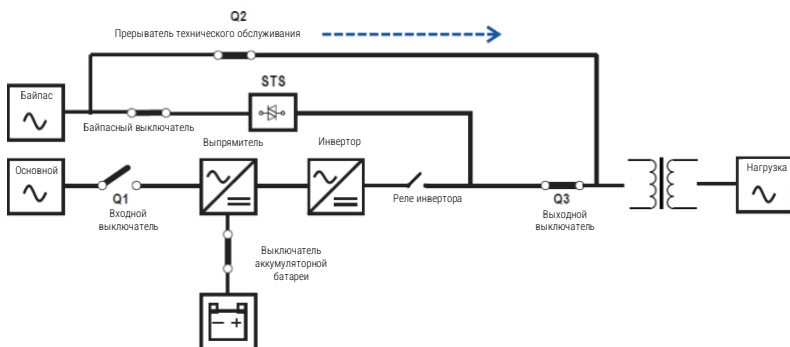 Q2
Прерыватель технического обслуживания
Байпас
STS
Байпасный выключатель
Выпрямитель
Инвертор
Основной
Нагрузка
Q1
Входной
выключатель
Реле инвертора
Q3
Выходной
выключатель
Выключатель
аккумуляторной
батареи